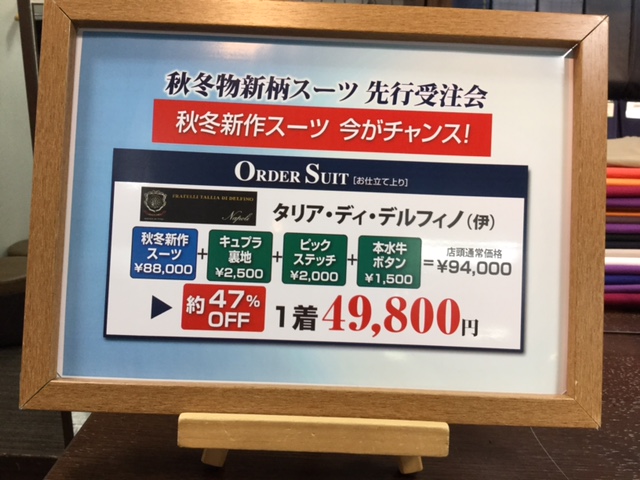 秋冬物新柄スーツ 先行受注会
秋冬新作スーツ 今がチャンス!
ORDER SUIT [お仕立て上り]
FRATELLI TALLIA DI DELFINO
Napoli
タリア・ディ・デルフィノ(伊)
秋冬新作スーツ ¥88,000
+
キュプラ裏地 ¥2,500
+
ピックステッチ ¥2,000
+
本水牛ボタン ¥1,500
=
店頭通常価格 ¥94,000
▶ 約47%OFF 1着49,800円